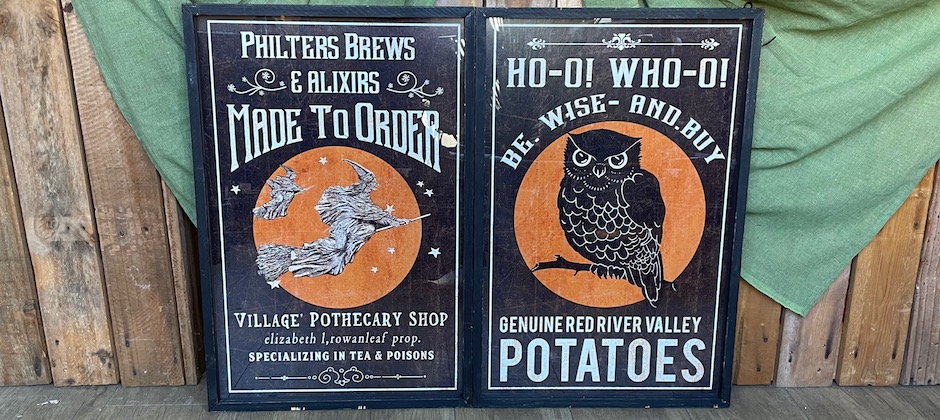 PHILTERS BREWS
& ALIXIRS
MADE TO ORDER
VILLAGE' POTHECARY SHOP
elizabeth l,rowanleaf prop.
SPECIALIZING IN TEA & POISONS
HO-O! WHO-O!
BE. WISE- AND.BUY
GENUINE RED RIVER VALLEY
POTATOES